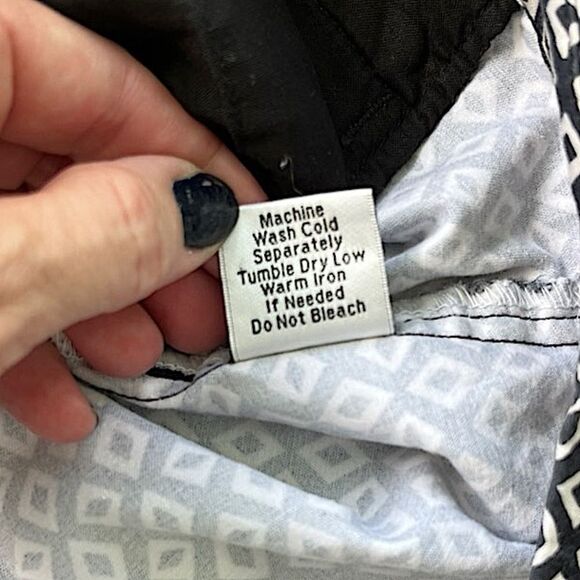 Machine
Wash Cold
Separately
Tumble Dry Low
Warm Iron
If Needed
Do Not Bleach